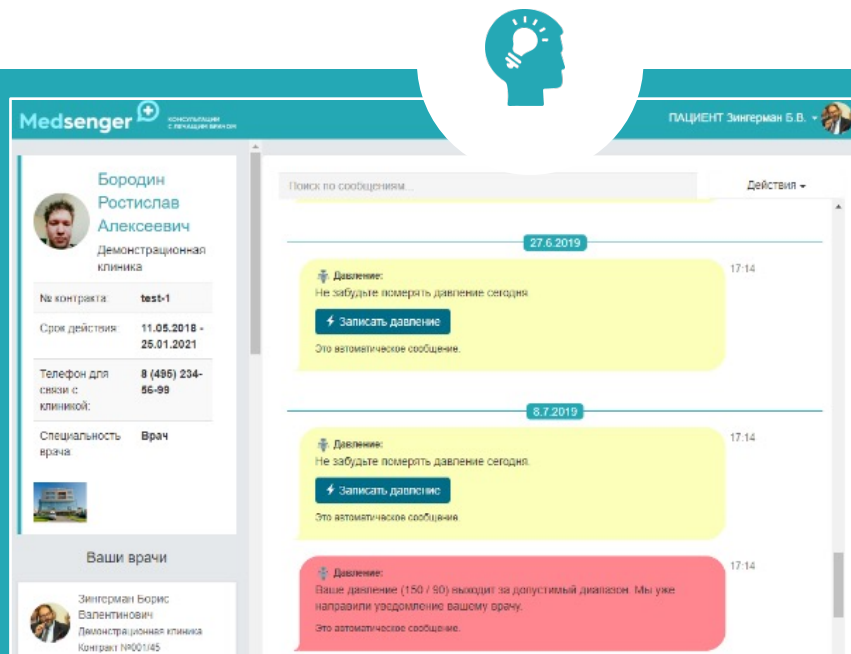 Medsenger
КОНСУЛЬТАЦИИ
С ЛЕЧАЩИМ ВРАЧОМ
ПАЦИЕНТ Зингерман Б.В.
Бородин
Ростислав
Алексеевич
Демонстрационная
клиника
№ контракта: test-1
Срок действия: 11.05.2018 -
25.01.2021
Телефон для 8 (495) 234-
связи с 56-99
клиникой:
Специальность Врач
врача:
Ваши врачи
Зингерман Борис
Валентинович
Демонстрационная клиника
Контракт №001/45
Поиск по сообщениям...
Действия
27.6.2019
Давление:
17:14
Не забудьте померять давление сегодня.
Записать давление
Это автоматическое сообщение.
8.7.2019
Давление:
17:14
Не забудьте померять давление сегодня.
Записать давление
Это автоматическое сообщение.
Давление:
17:14
Ваше давление (150 / 90) выходит за допустимый диапазон. Мы уже
направили уведомление вашему врачу.
Это автоматическое сообщение.